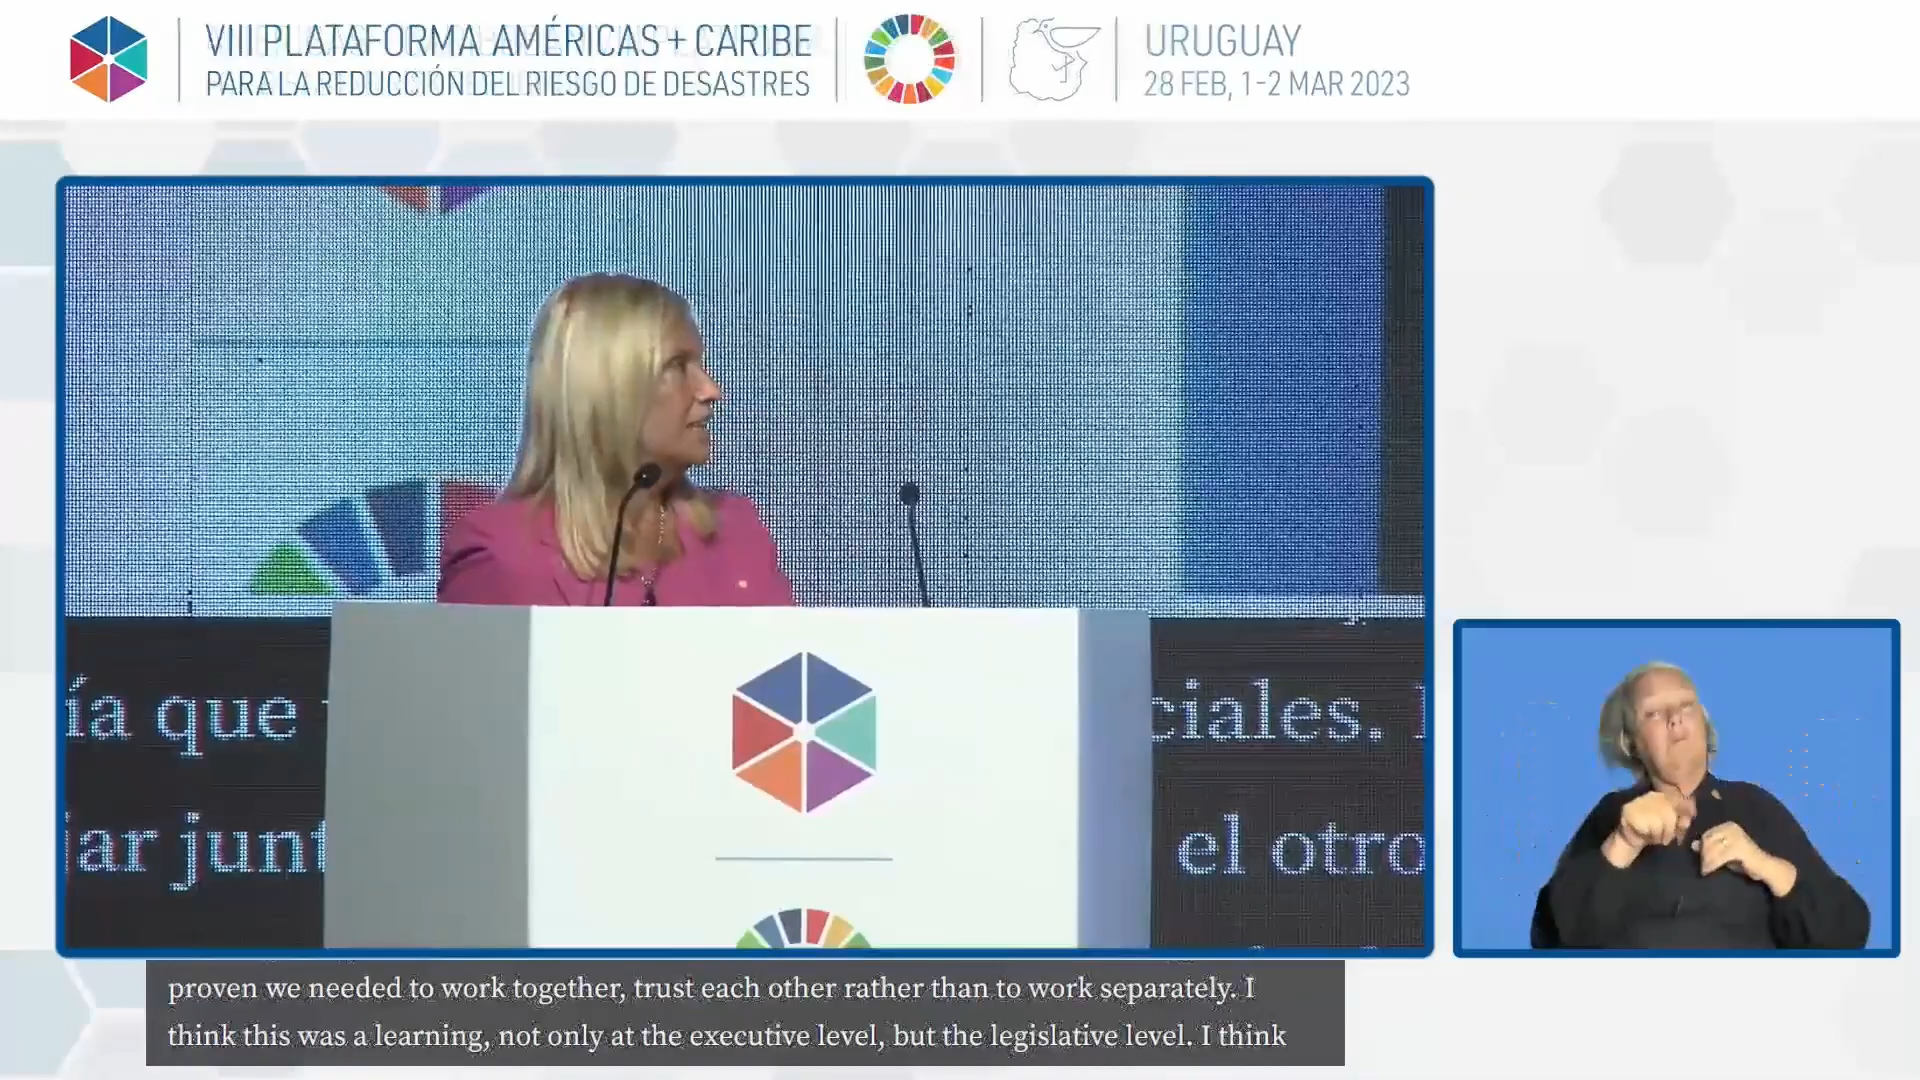 VIII PLATAFORMA AMÉRICAS + CARIBE
PARA LA REDUCCIÓN DEL RIESGO DE DESASTRES
URUGUAY
28 FEB, 1-2 MAR 2023
ía que
ciales.
jar junt
el otro
proven we needed to work together, trust each other rather than to work separately. I
think this was a learning, not only at the executive level, but the legislative level. I think